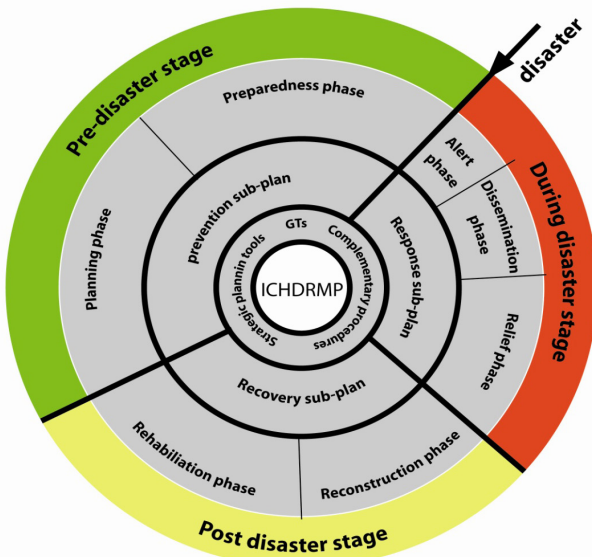 disaster
Pre-disaster stage
Preparedness phase
Planning phase
prevention sub-plan
During disaster stage
Alert
phase
Dissemination
phase
Relief phase
Response sub-plan
Post disaster stage
Rehabiliation phase
Reconstruction phase
Recovery sub-plan
Strategic plannin tools
GTs
Complementary procedures
ICHDRMP